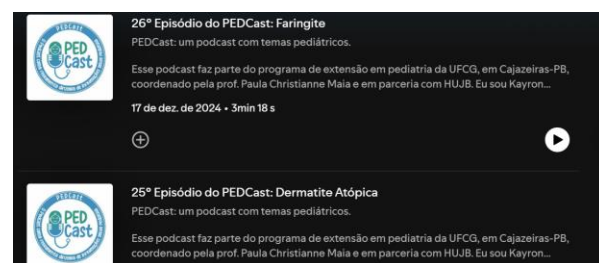 26º Episódio do PEDCast: Faringite
PEDCast: um podcast com temas pediátricos.
Esse podcast faz parte do programa de extensão em pediatria da UFCG, em Cajazeiras-PB,
coordenado pela prof. Paula Christianne Maia e em parceria com HUJB. Eu sou Kayron...
17 de dez. de 2024 • 3min 18 s
PED
Cast
25º Episódio do PEDCast: Dermatite Atópica
PEDCast: um podcast com temas pediátricos.
Esse podcast faz parte do programa de extensão em pediatria da UFCG, em Cajazeiras-PB,
coordenado pela prof. Paula Christianne Maia e em parceria com HUJB. Eu sou Kayron...
PED
Cast